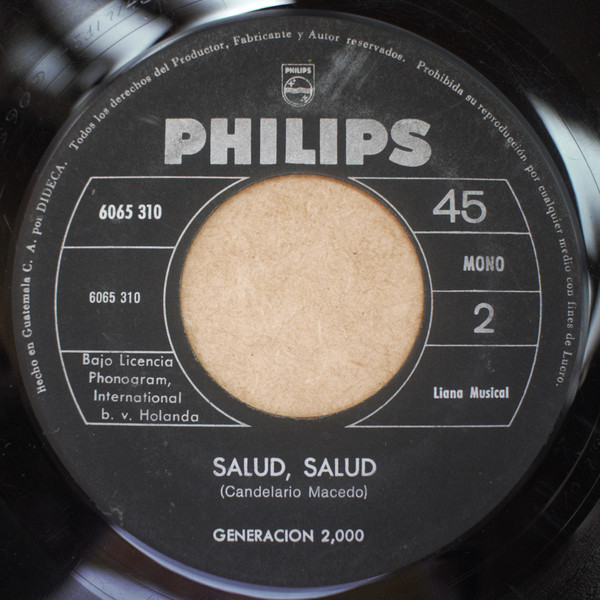 Hecho en Guatemala C. A. por DIDECA. Todos los derechos del Productor, Fabricante y Autor reservados. Prohibida su reproducción por cualquier medio con fines de Lucro.
PHILIPS
PHILIPS
6065 310
45
MONO
6065 310
2
Bajo Licencia
Phonogram,
International
b. v. Holanda
Liana Musical
SALUD, SALUD
(Candelario Macedo)
GENERACION 2,000